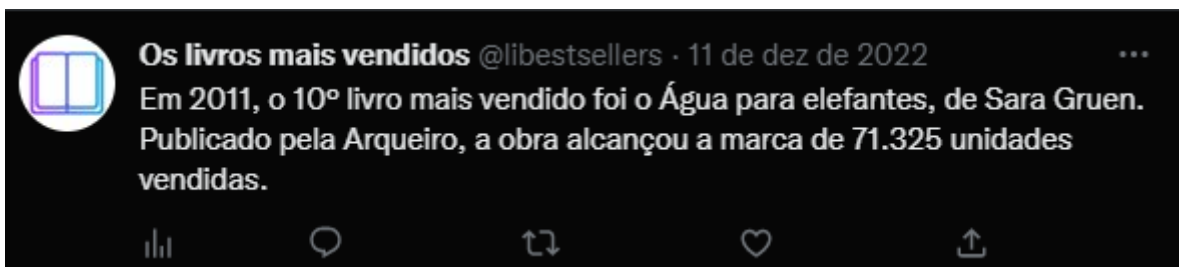 Os livros mais vendidos @libestsellers · 11 de dez de 2022
Em 2011, o 10º livro mais vendido foi o Água para elefantes, de Sara Gruen.
Publicado pela Arqueiro, a obra alcançou a marca de 71.325 unidades
vendidas.